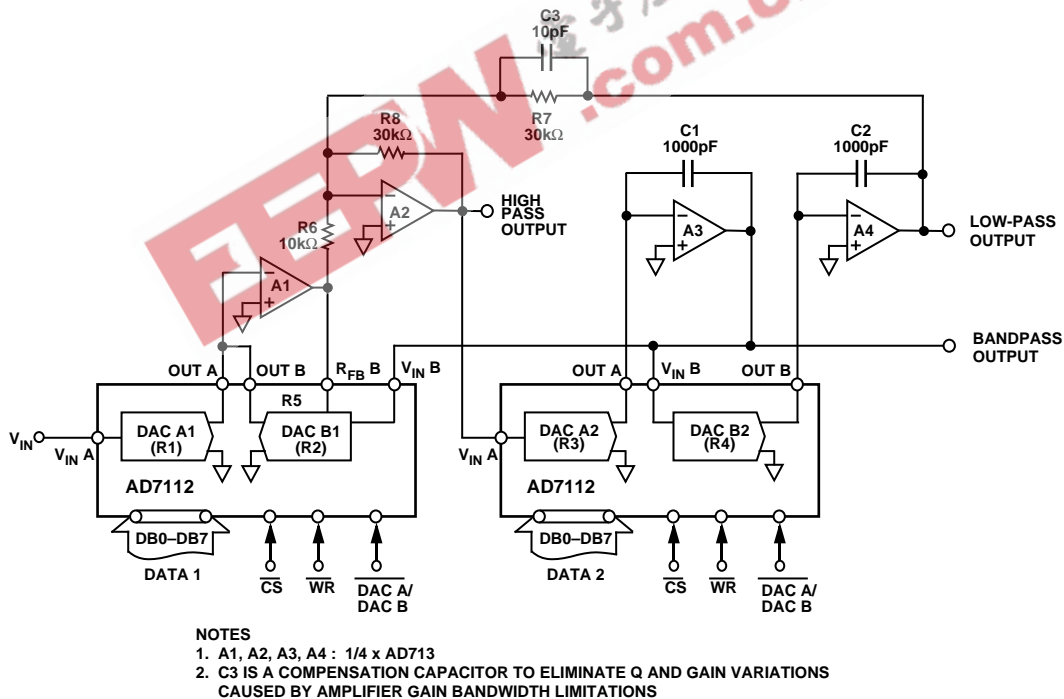 C3
10pF
R7
30kΩ
R8
30kΩ
C1
1000pF
C2
1000pF
–
+
A2
HIGH
PASS
OUTPUT
–
+
A3
–
+
A4
LOW-PASS
OUTPUT
R6
10kΩ
–
+
A1
BANDPASS
OUTPUT
OUT A
OUT B
RFB B
VIN B
OUT A
VIN B
OUT B
R5
VIN
VIN A
DAC A1
(R1)
DAC B1
(R2)
VIN A
DAC A2
(R3)
DAC B2
(R4)
AD7112
AD7112
DB0–DB7
DATA 1
CS
WR
DAC A/
DAC B
DB0–DB7
DATA 2
CS
WR
DAC A/
DAC B
NOTES
1. A1, A2, A3, A4 : 1/4 x AD713
2. C3 IS A COMPENSATION CAPACITOR TO ELIMINATE Q AND GAIN VARIATIONS
CAUSED BY AMPLIFIER GAIN BANDWIDTH LIMITATIONS
EEPW
.com.c